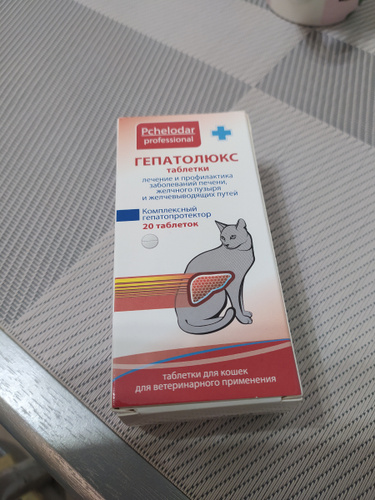 Pchelodar
professional
ГЕПАТОЛЮКС
таблетки
лечение и профилактика
заболеваний печени,
желчного пузыря
и желчевыводящих путей
Комплексный
гепатопротектор
20 таблеток
таблетки для кошек
для ветеринарного применения